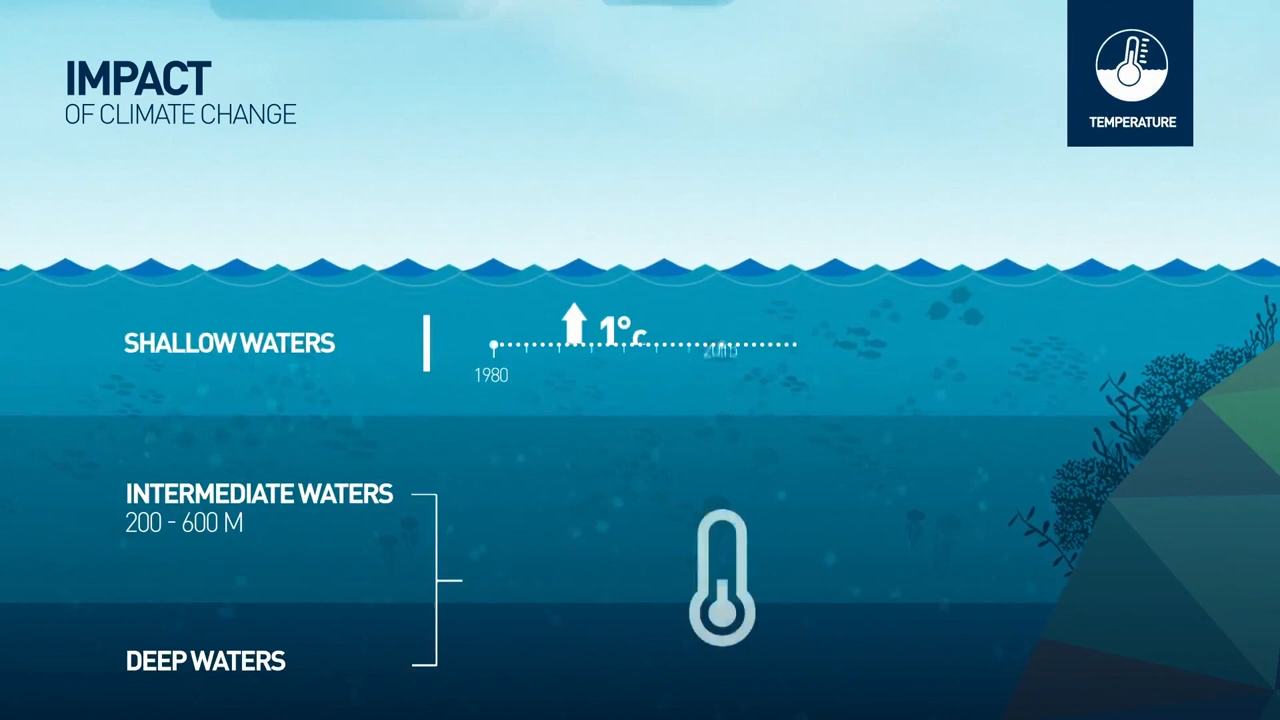 IMPACT
OF CLIMATE CHANGE
TEMPERATURE
SHALLOW WATERS
1°c
1980
INTERMEDIATE WATERS
200 - 600 M
DEEP WATERS